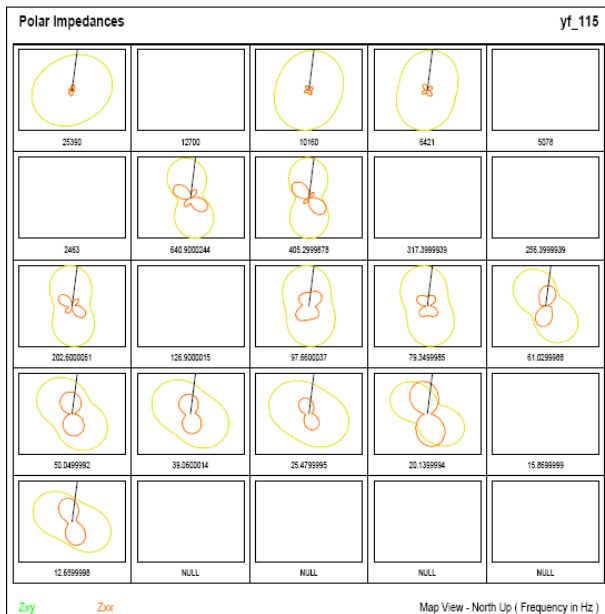 Polar Impedances yf_115
25390 12700 10160 6421 5078
2463 640.9000244 405.2999878 317.3999939 256.3999939
202.6000061 126.9000015 97.6600037 79.3499985 61.0299988
50.0499992 39.0600014 25.4799995 20.1399994 15.8699999
12.6599998 NULL NULL NULL NULL
Zxy Zxx Map View - North Up ( Frequency in Hz )